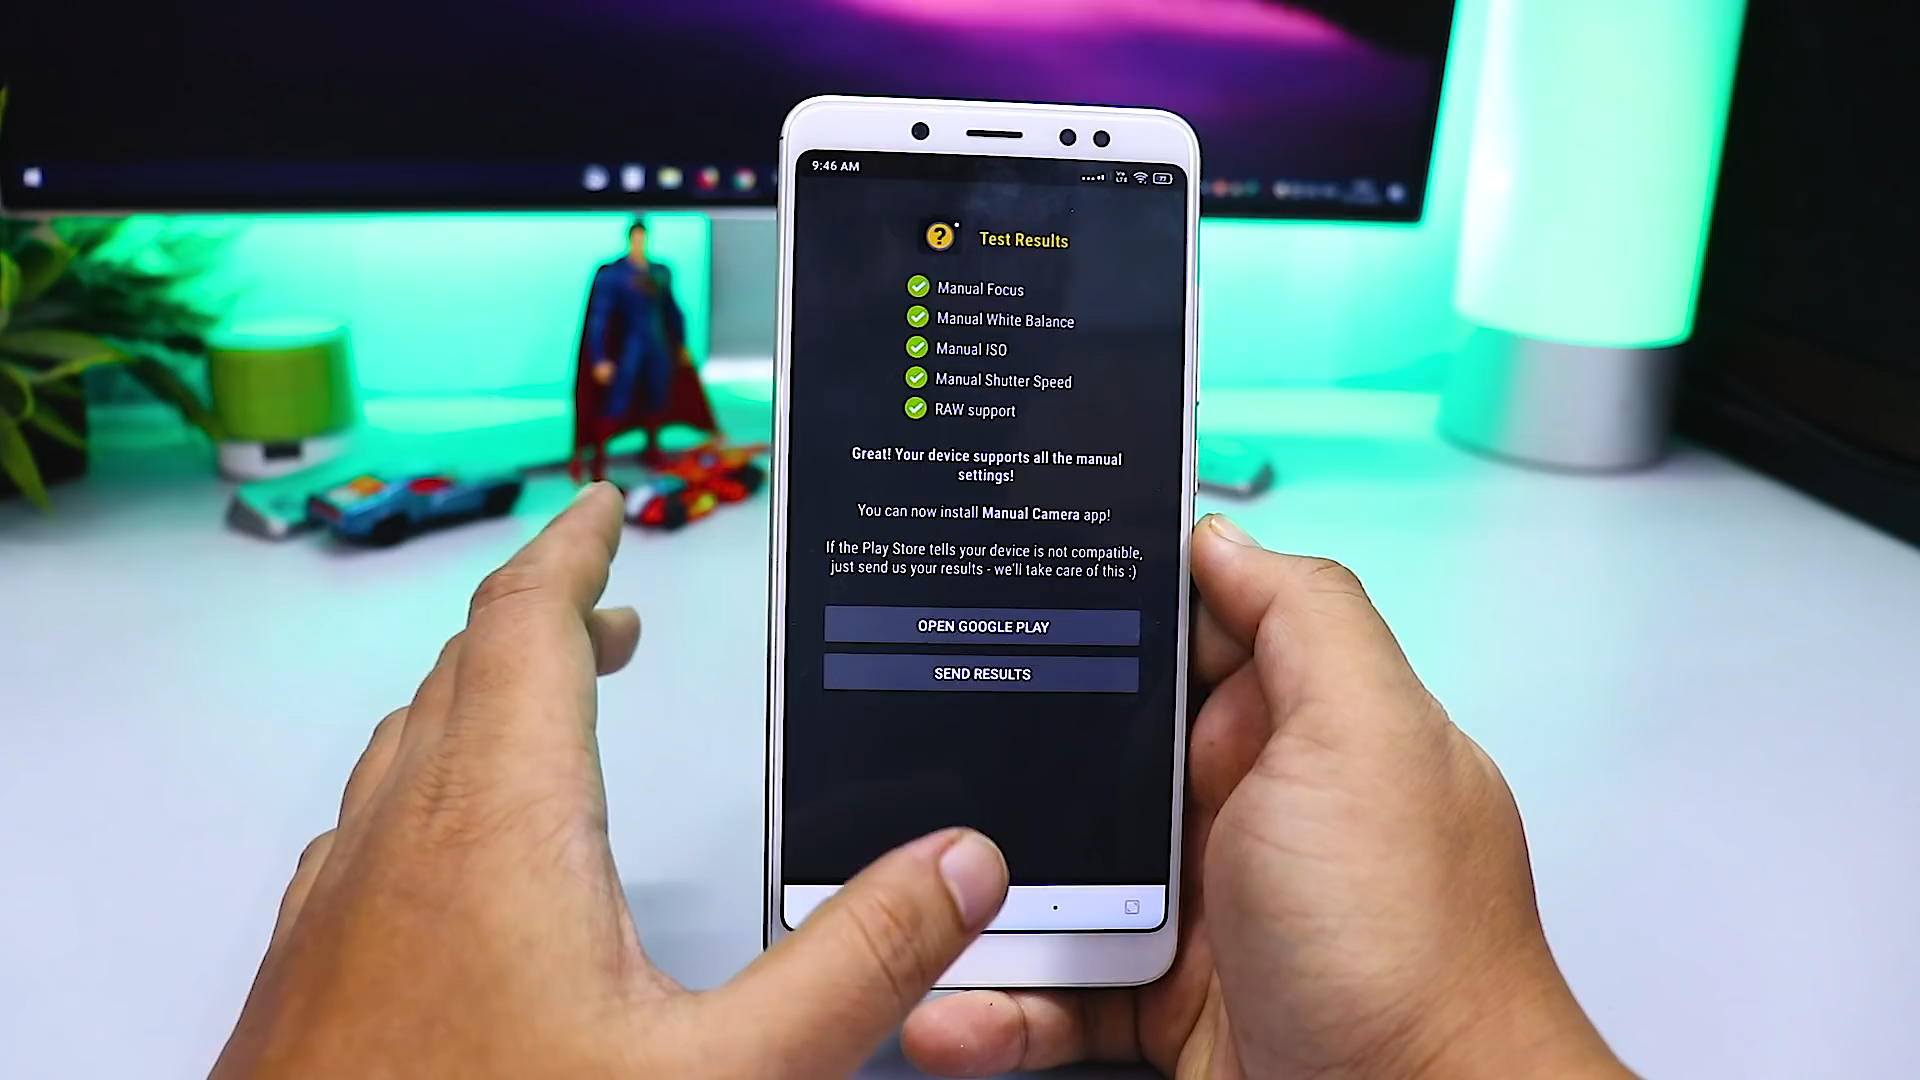 9:46 AM
Test Results
Manual Focus
Manual White Balance
Manual ISO
Manual Shutter Speed
RAW support
Great! Your device supports all the manual
settings!
You can now install Manual Camera app!
If the Play Store tells your device is not compatible,
just send us your results - we'll take care of this :)
OPEN GOOGLE PLAY
SEND RESULTS